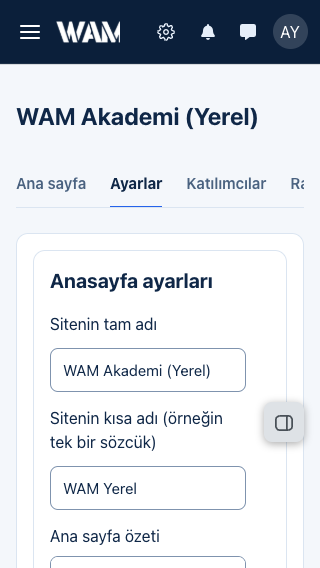 WAM
AY
WAM Akademi (Yerel)
Ana sayfa
Ayarlar
Katılımcılar
Anasayfa ayarları
Sitenin tam adı
WAM Akademi (Yerel)
Sitenin kısa adı (örneğin
tek bir sözcük)
WAM Yerel
Ana sayfa özeti